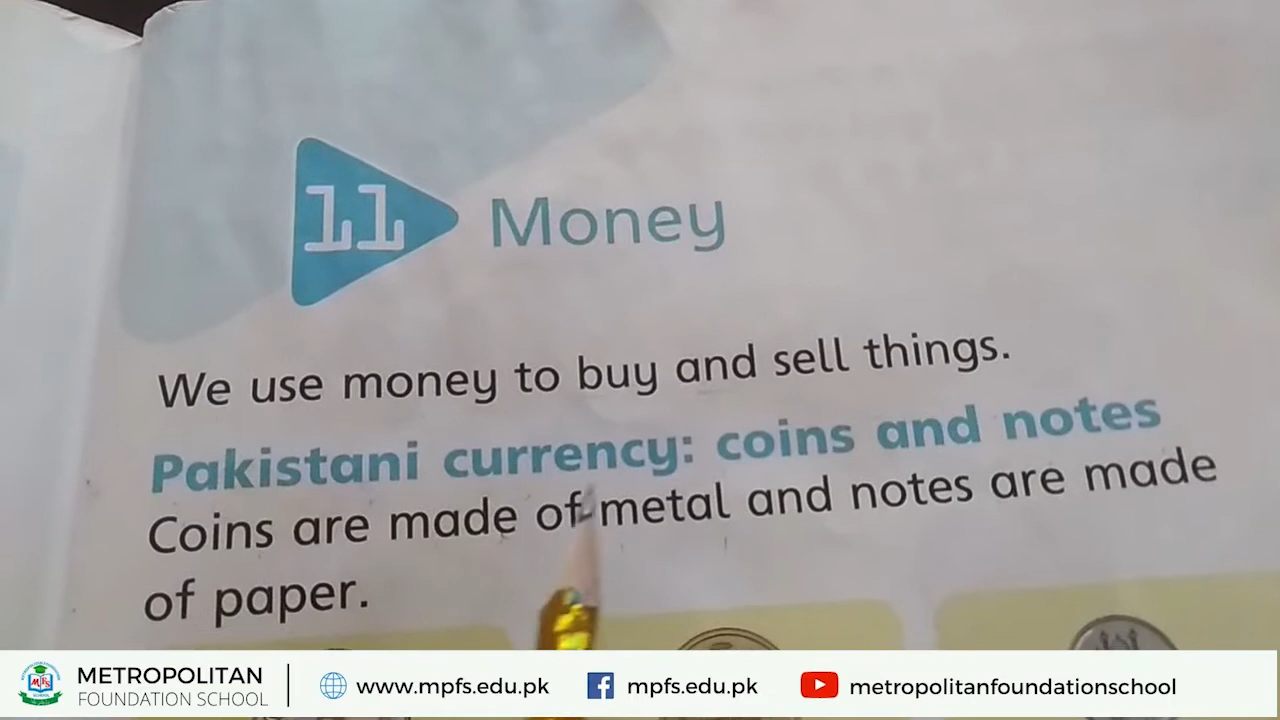 11 Money
We use money to buy and sell things.
Pakistani currency: coins and notes
Coins are made of metal and notes are made
of paper.
METROPOLITAN
FOUNDATION SCHOOL
www.mpfs.edu.pk
mpfs.edu.pk
metropolitanfoundationschool